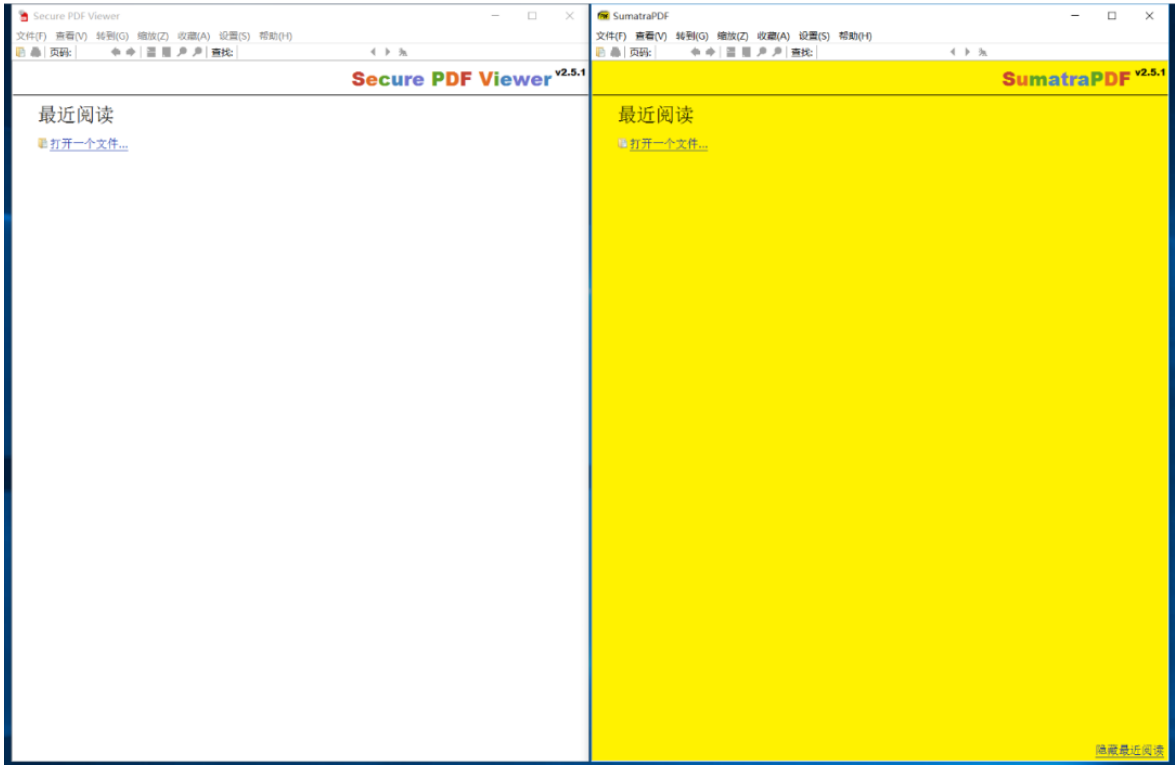 Secure PDF Viewer
文件(F) 查看(V) 转到(G) 缩放(Z) 收藏(A) 设置(S) 帮助(H)
页码: 查找:
Secure PDF Viewer v2.5.1
最近阅读
打开一个文件...
SumatraPDF
文件(F) 查看(V) 转到(G) 缩放(Z) 收藏(A) 设置(S) 帮助(H)
页码: 查找:
SumatraPDF v2.5.1
最近阅读
打开一个文件...
隐藏最近阅读